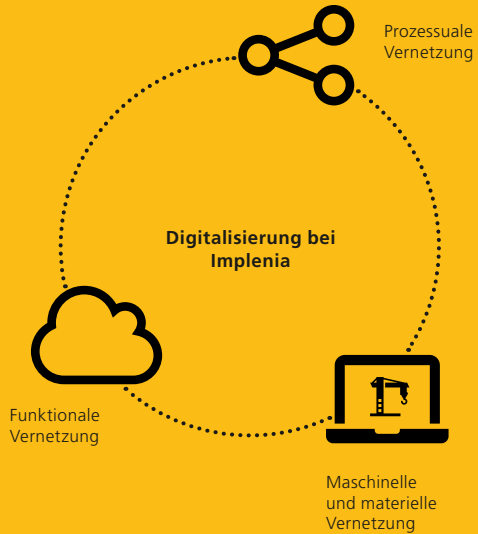 Prozessuale
Vernetzung
Digitalisierung bei
Implenia
Funktionale
Vernetzung
Maschinelle
und materielle
Vernetzung